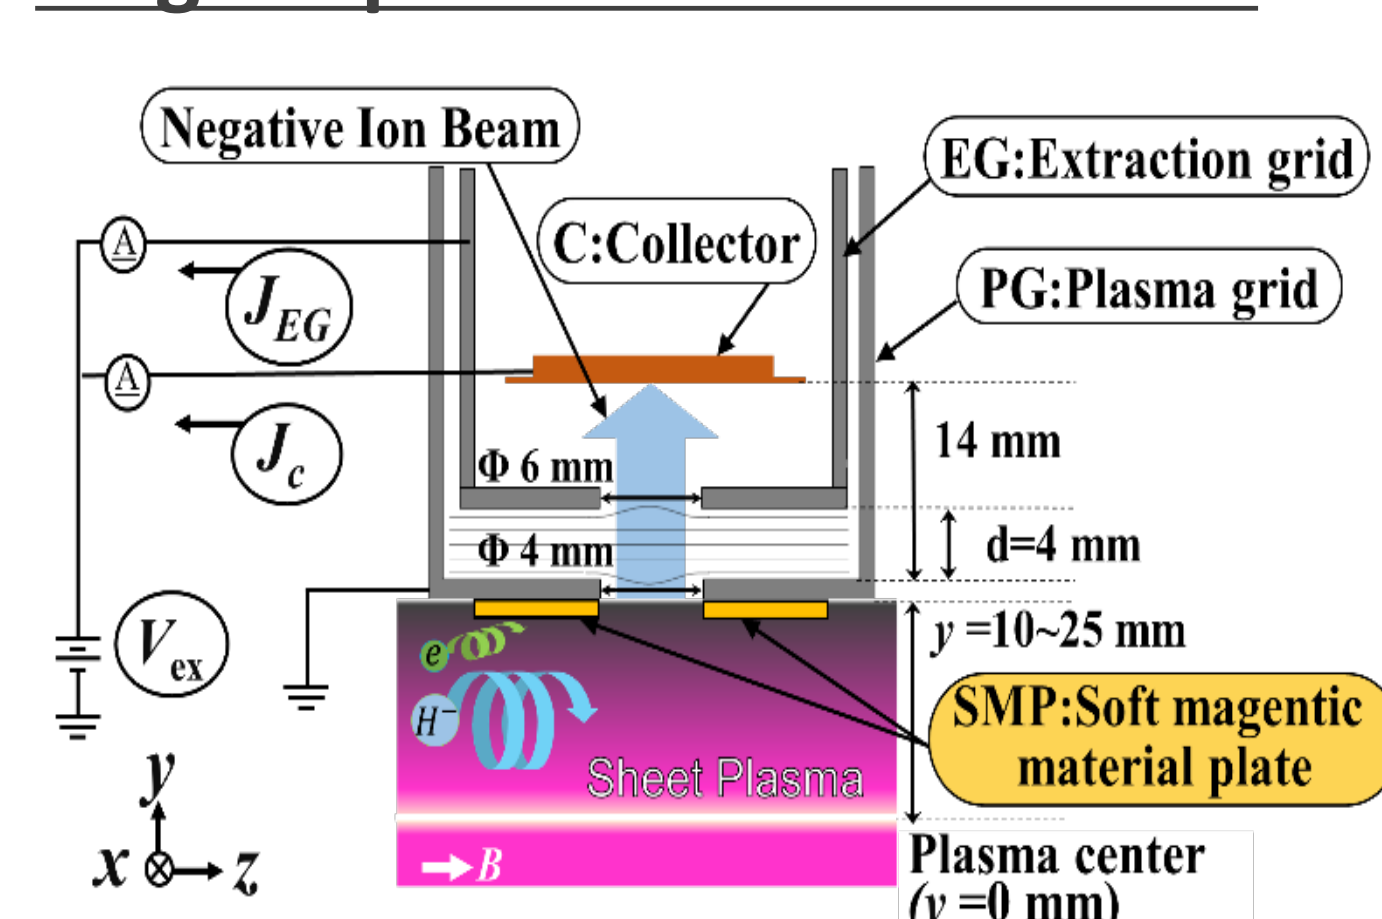 Negative Ion Beam
EG:Extraction grid
C:Collector
PG:Plasma grid
A
J_EG
A
J_c
14 mm
Φ 6 mm
d=4 mm
Φ 4 mm
y =10~25 mm
V_ex
e
H⁻
SMP:Soft magentic
material plate
Sheet Plasma
y
x
z
B
Plasma center
(y =0 mm)